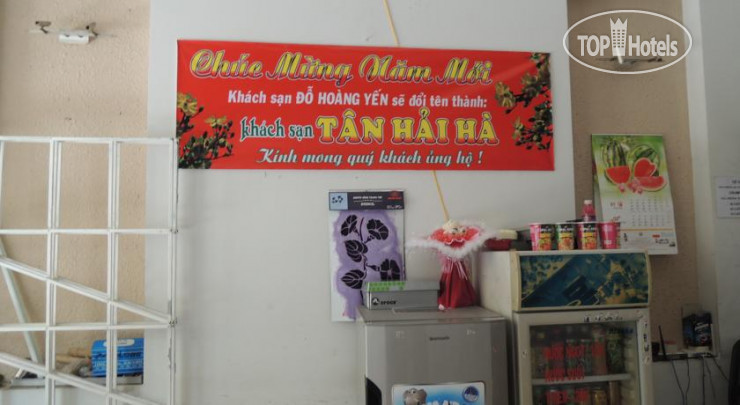 TOP Hotels
Chúc Mừng Năm Mới
Khách sạn ĐỖ HOÀNG YẾN sẽ đổi tên thành:
khách sạn TÂN HẢI HÀ
Kính mong quý khách ủng hộ !